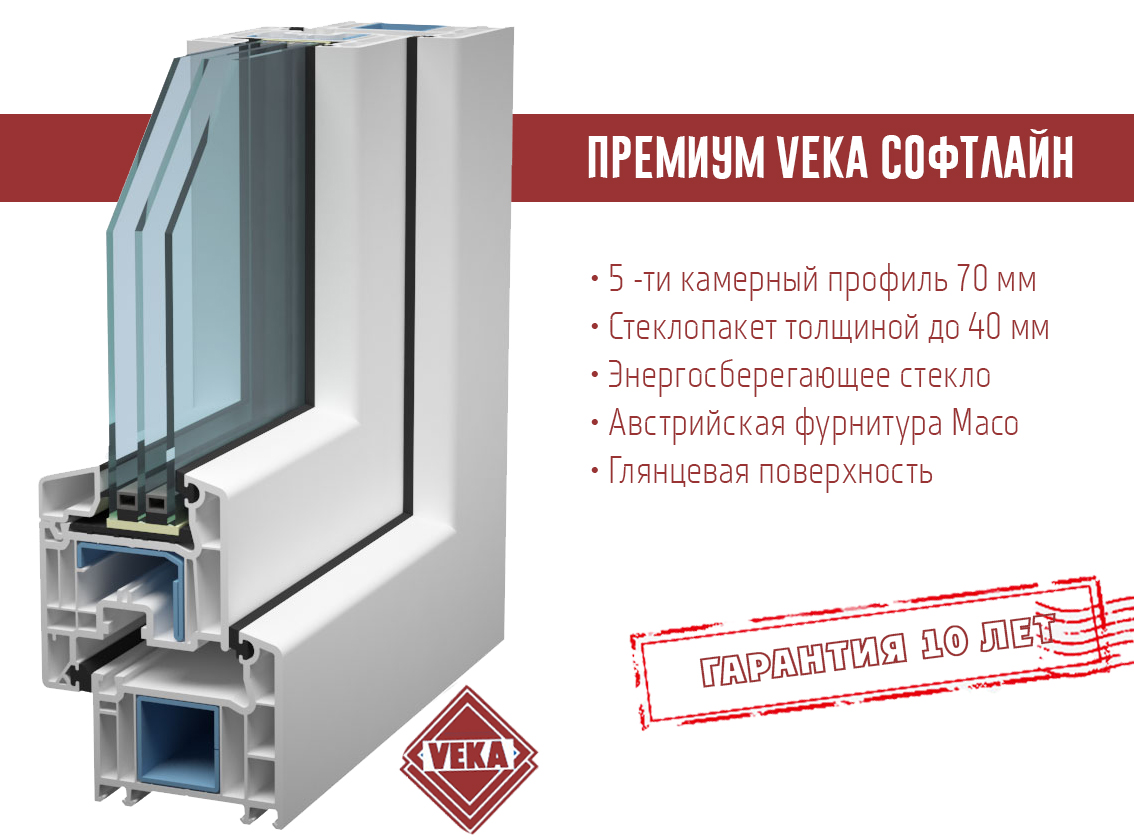 ПРЕМИУМ VEKA СОФТЛАЙН
• 5 -ти камерный профиль 70 мм
• Стеклопакет толщиной до 40 мм
• Энергосберегающее стекло
• Австрийская фурнитура Maco
• Глянцевая поверхность
ГАРАНТИЯ 10 ЛЕТ
VEKA